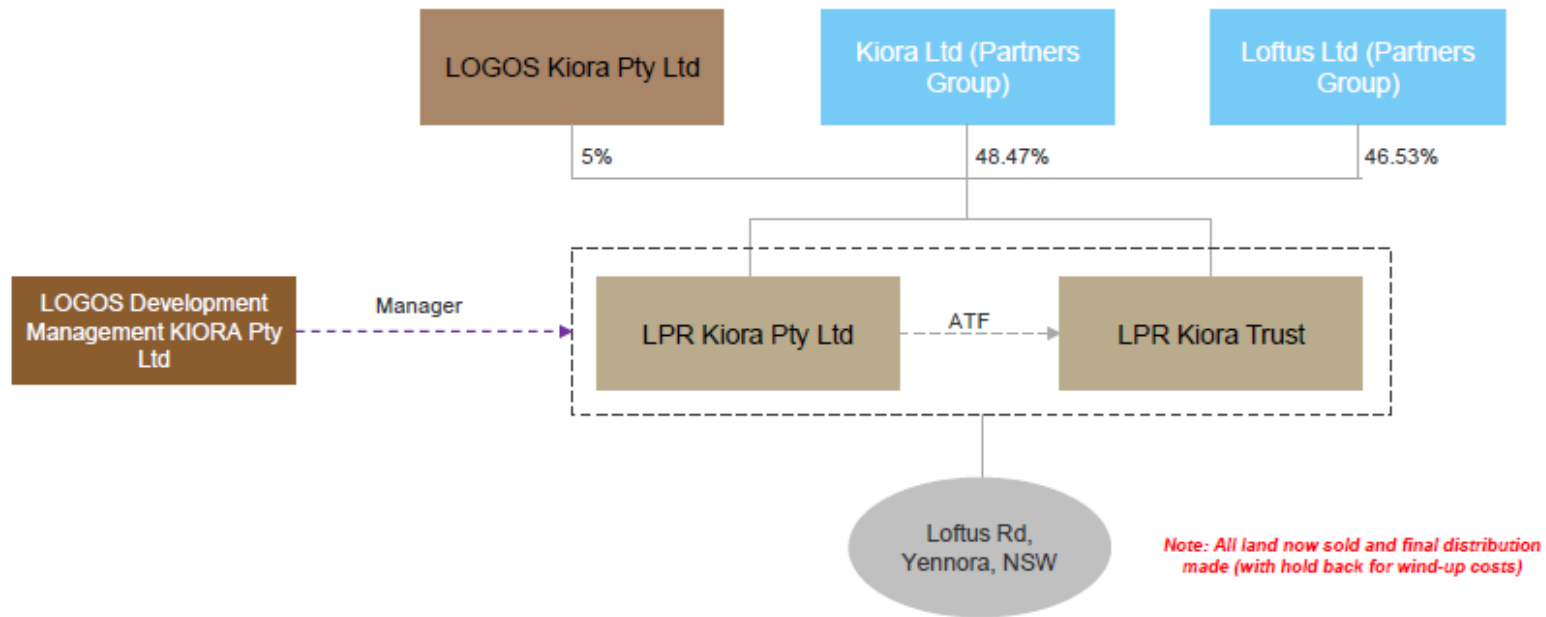 LOGOS Kiora Pty Ltd
Kiora Ltd (Partners
Group)
Loftus Ltd (Partners
Group)
5%
48.47%
46.53%
LOGOS Development
Management KIORA Pty
Ltd
Manager
LPR Kiora Pty Ltd
ATF
LPR Kiora Trust
Loftus Rd,
Yennora, NSW
Note: All land now sold and final distribution
made (with hold back for wind-up costs)